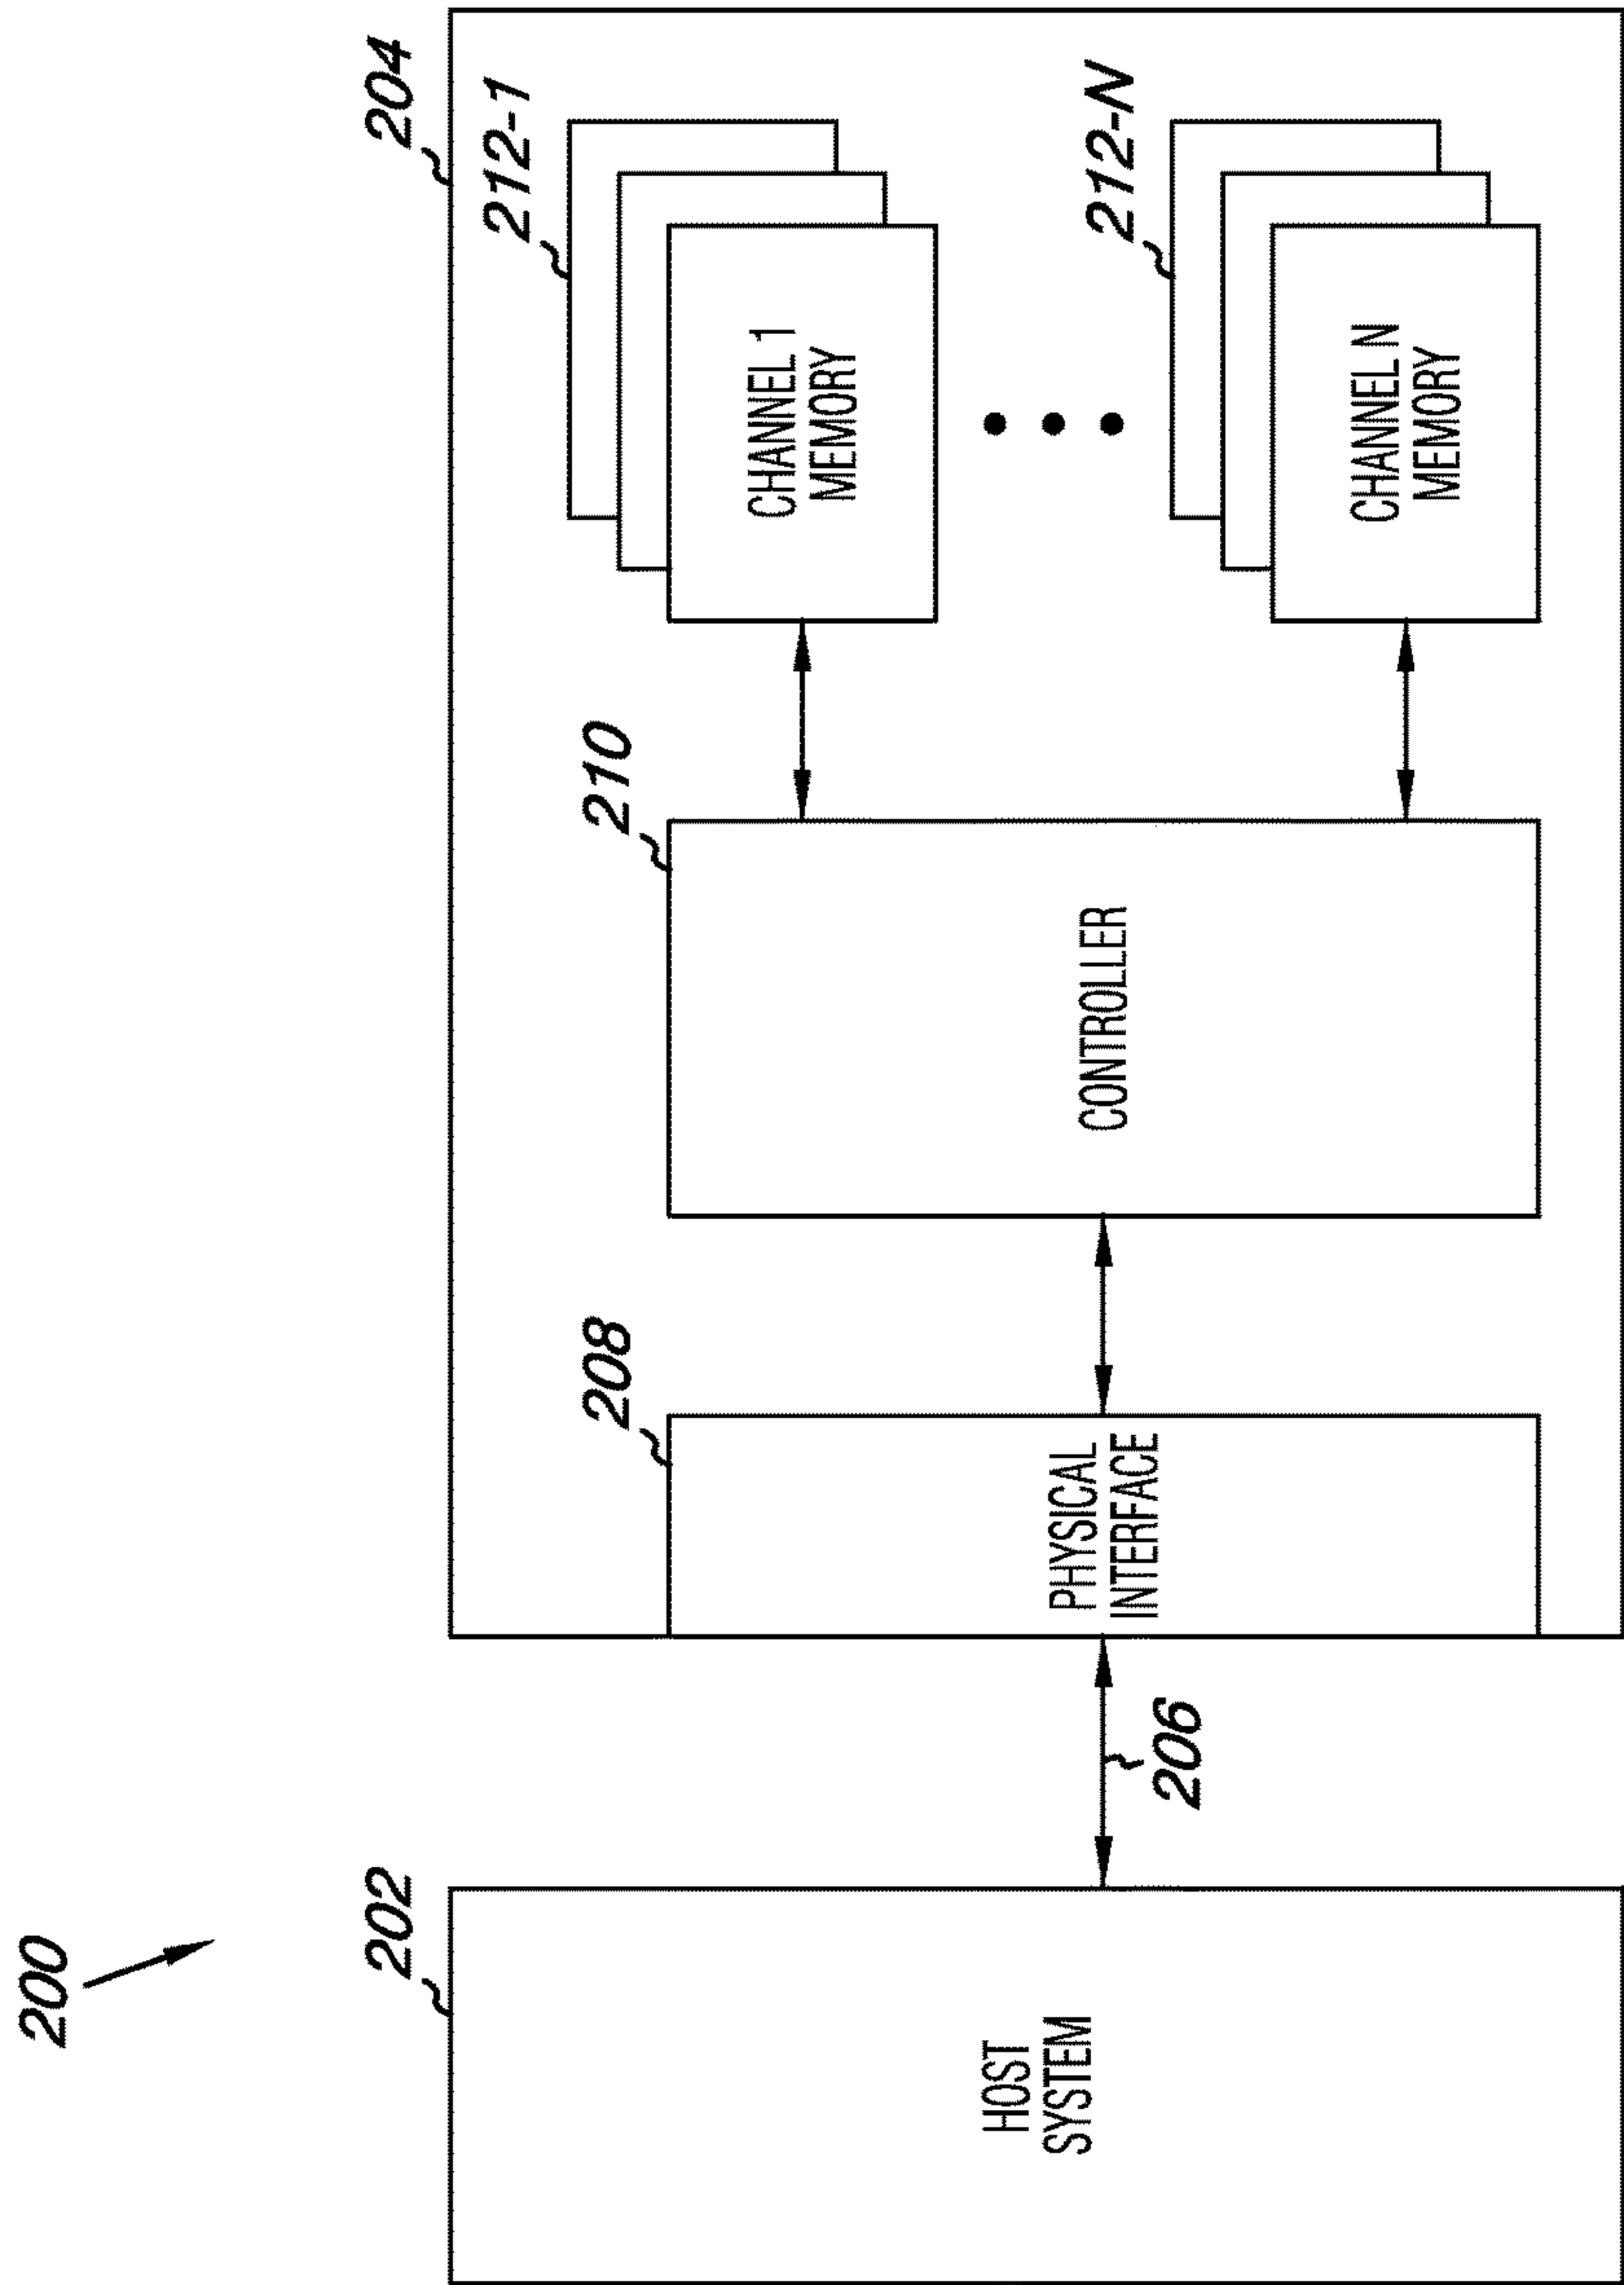 200
202
HOST
SYSTEM
206
204
208
PHYSICAL
INTERFACE
210
CONTROLLER
212-1
CHANNEL 1
MEMORY
212-N
CHANNEL N
MEMORY